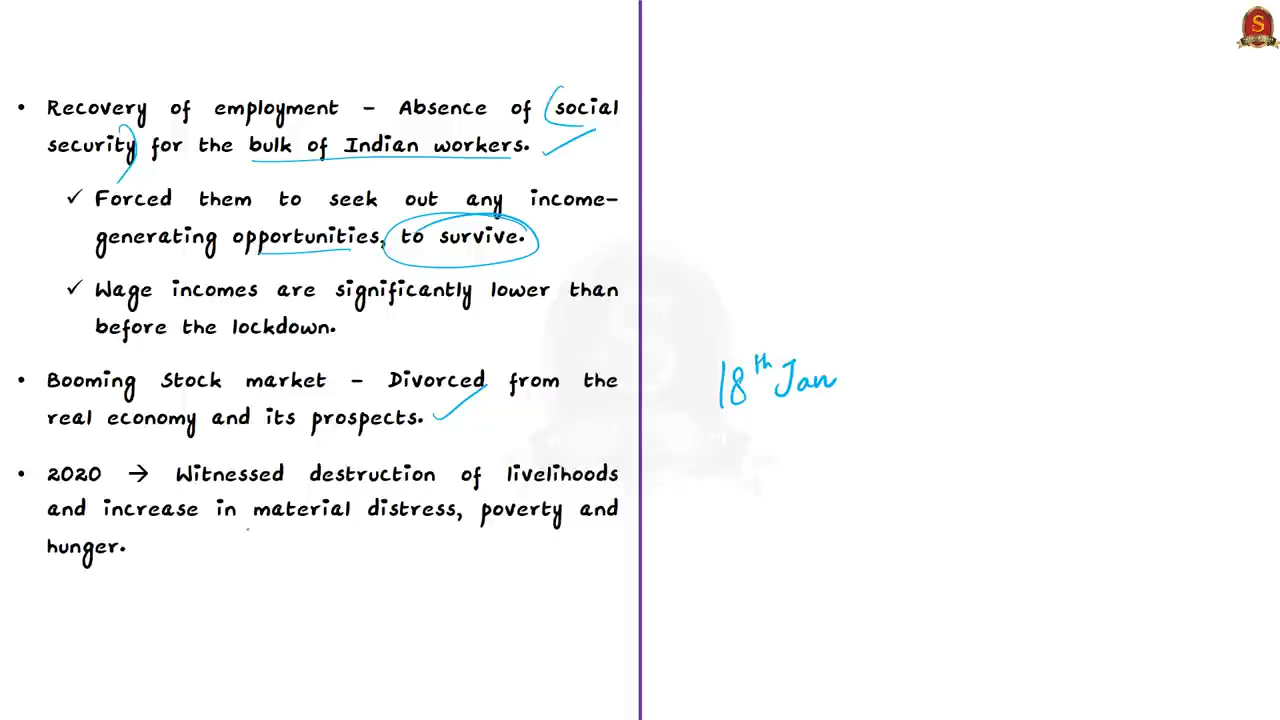 • Recovery of employment – Absence of social
security for the bulk of Indian workers.
✓ Forced them to seek out any income-
generating opportunities, to survive.
✓ Wage incomes are significantly lower than
before the lockdown.
• Booming Stock market – Divorced from the
real economy and its prospects.
• 2020 → Witnessed destruction of livelihoods
and increase in material distress, poverty and
hunger.
18th Jan
S